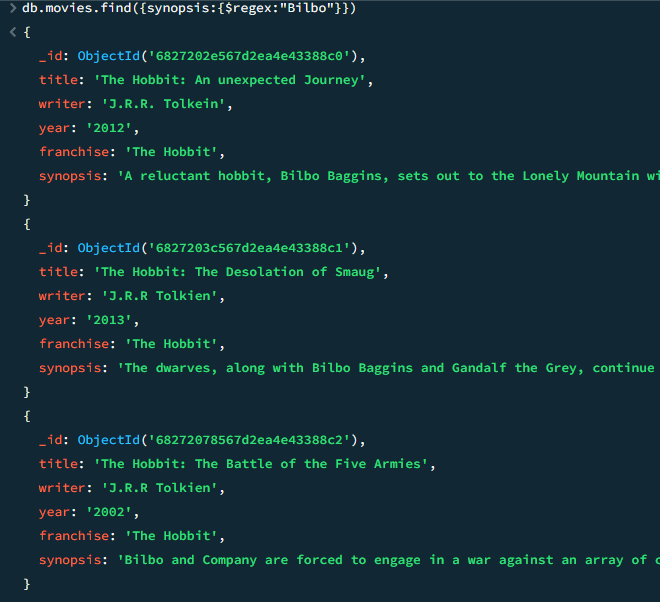 > db.movies.find({synopsis:{$regex:"Bilbo"}})
< {
_id: ObjectId('6827202e567d2ea4e43388c0'),
title: 'The Hobbit: An unexpected Journey',
writer: 'J.R.R. Tolkein',
year: '2012',
franchise: 'The Hobbit',
synopsis: 'A reluctant hobbit, Bilbo Baggins, sets out to the Lonely Mountain wi
}
{
_id: ObjectId('6827203c567d2ea4e43388c1'),
title: 'The Hobbit: The Desolation of Smaug',
writer: 'J.R.R Tolkien',
year: '2013',
franchise: 'The Hobbit',
synopsis: 'The dwarves, along with Bilbo Baggins and Gandalf the Grey, continue
}
{
_id: ObjectId('68272078567d2ea4e43388c2'),
title: 'The Hobbit: The Battle of the Five Armies',
writer: 'J.R.R Tolkien',
year: '2002',
franchise: 'The Hobbit',
synopsis: 'Bilbo and Company are forced to engage in a war against an array of
}